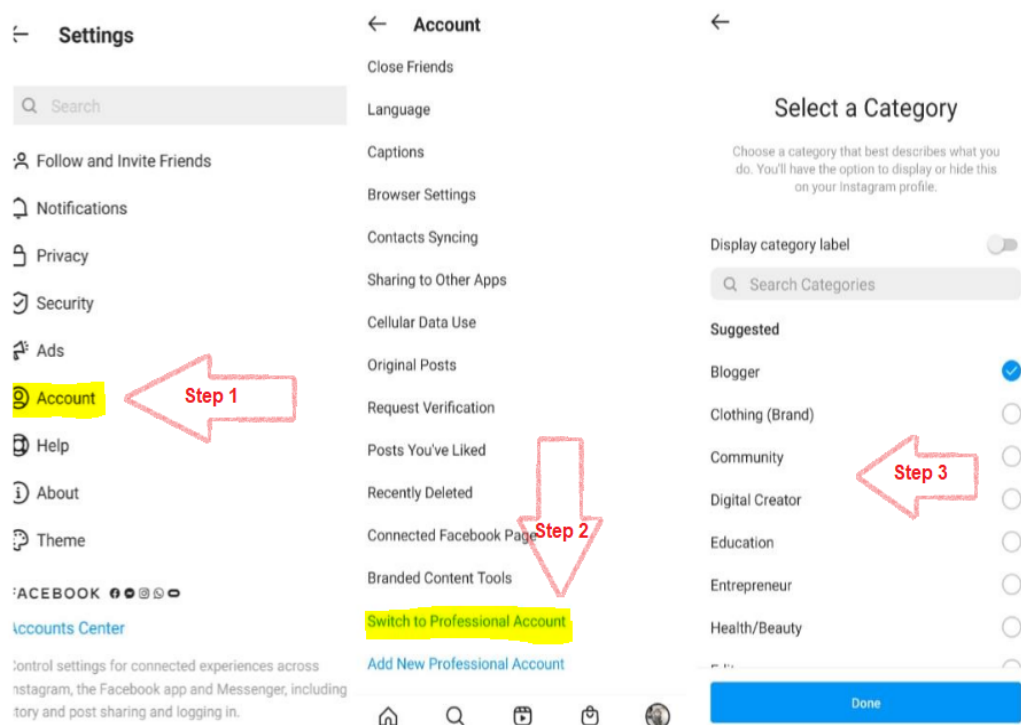 Settings
Search
Follow and Invite Friends
Notifications
Privacy
Security
Ads
Account
Step 1
Help
About
Theme
FACEBOOK
Accounts Center
Control settings for connected experiences across
Instagram, the Facebook app and Messenger, including
story and post sharing and logging in.
Account
Close Friends
Language
Captions
Browser Settings
Contacts Syncing
Sharing to Other Apps
Cellular Data Use
Original Posts
Request Verification
Posts You've Liked
Recently Deleted
Connected Facebook Page
Step 2
Branded Content Tools
Switch to Professional Account
Add New Professional Account
Select a Category
Choose a category that best describes what you
do. You'll have the option to display or hide this
on your Instagram profile.
Display category label
Search Categories
Suggested
Blogger
Clothing (Brand)
Community
Step 3
Digital Creator
Education
Entrepreneur
Health/Beauty
Done